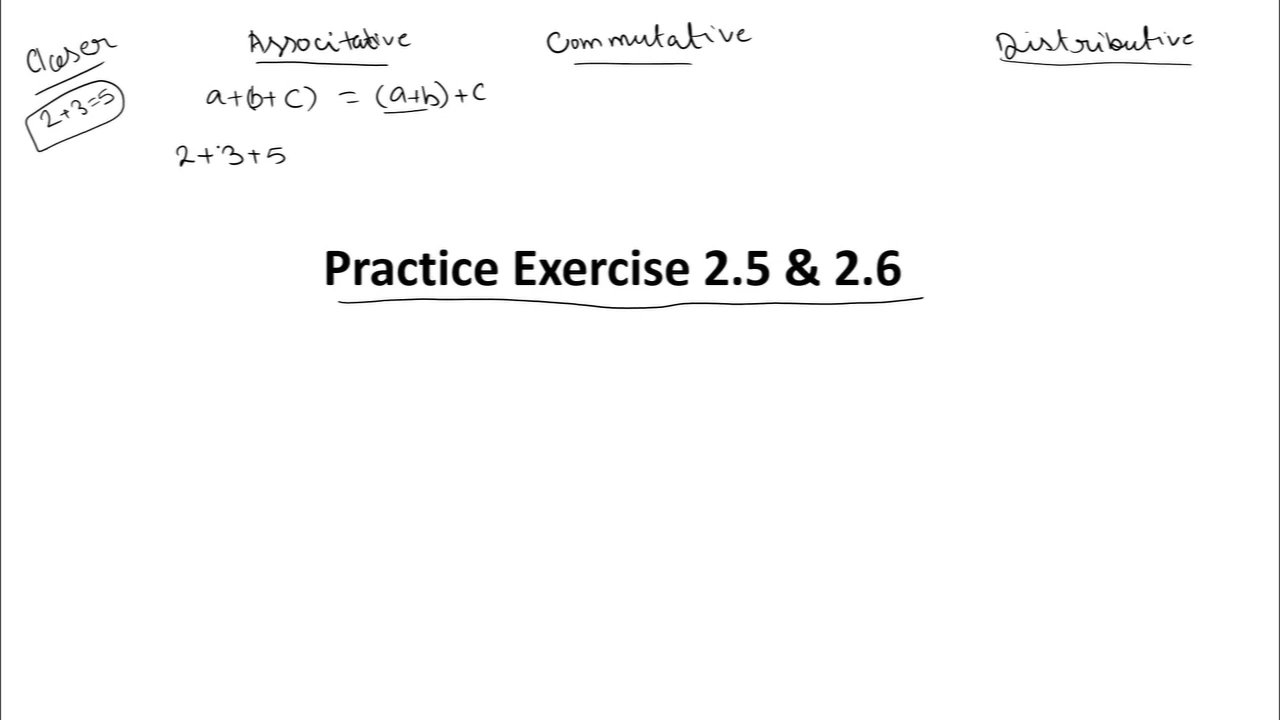 Closer Associtative Commutative Distributive
2+3=5 a+(b+c) = (a+b)+c
2+3+5
Practice Exercise 2.5 & 2.6